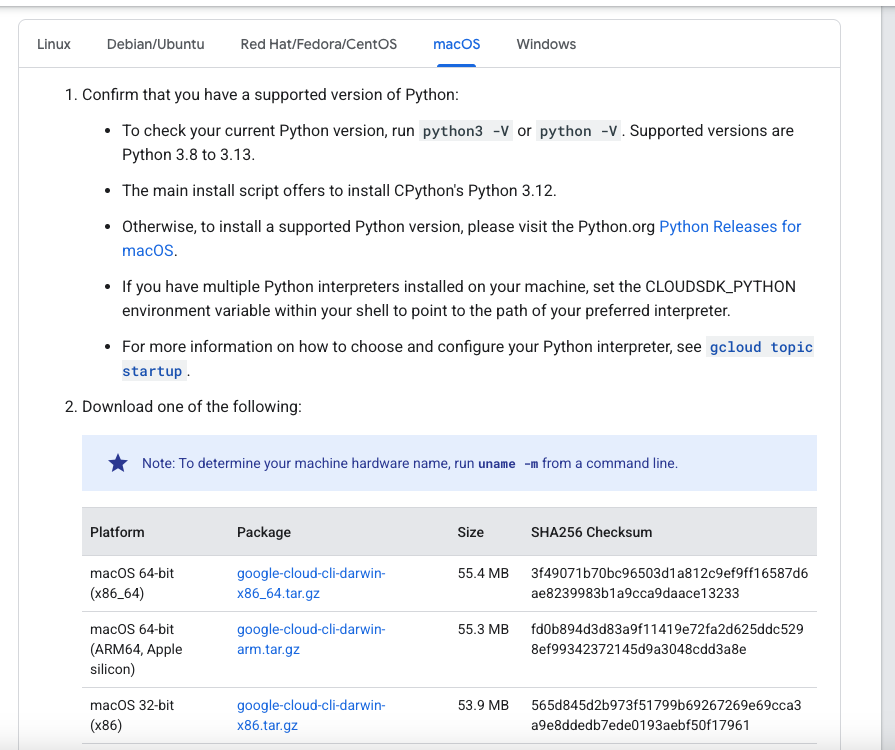 Linux Debian/Ubuntu Red Hat/Fedora/CentOS macOS Windows
1. Confirm that you have a supported version of Python:
• To check your current Python version, run python3 -V or python -V. Supported versions are
Python 3.8 to 3.13.
• The main install script offers to install CPython's Python 3.12.
• Otherwise, to install a supported Python version, please visit the Python.org Python Releases for
macOS.
• If you have multiple Python interpreters installed on your machine, set the CLOUDSDK_PYTHON
environment variable within your shell to point to the path of your preferred interpreter.
• For more information on how to choose and configure your Python interpreter, see gcloud topic
startup.
2. Download one of the following:
Note: To determine your machine hardware name, run uname -m from a command line.
Platform Package Size SHA256 Checksum
macOS 64-bit google-cloud-cli-darwin- 55.4 MB 3f49071b70bc96503d1a812c9ef9ff16587d6
(x86_64) x86_64.tar.gz ae8239983b1a9cca9daace13233
macOS 64-bit google-cloud-cli-darwin- 55.3 MB fd0b894d3d83a9f11419e72fa2d625ddc529
(ARM64, Apple arm.tar.gz 8ef99342372145d9a3048cdd3a8e
silicon)
macOS 32-bit google-cloud-cli-darwin- 53.9 MB 565d845d2b973f51799b69267269e69cca3
(x86) x86.tar.gz a9e8ddedb7ede0193aebf50f17961